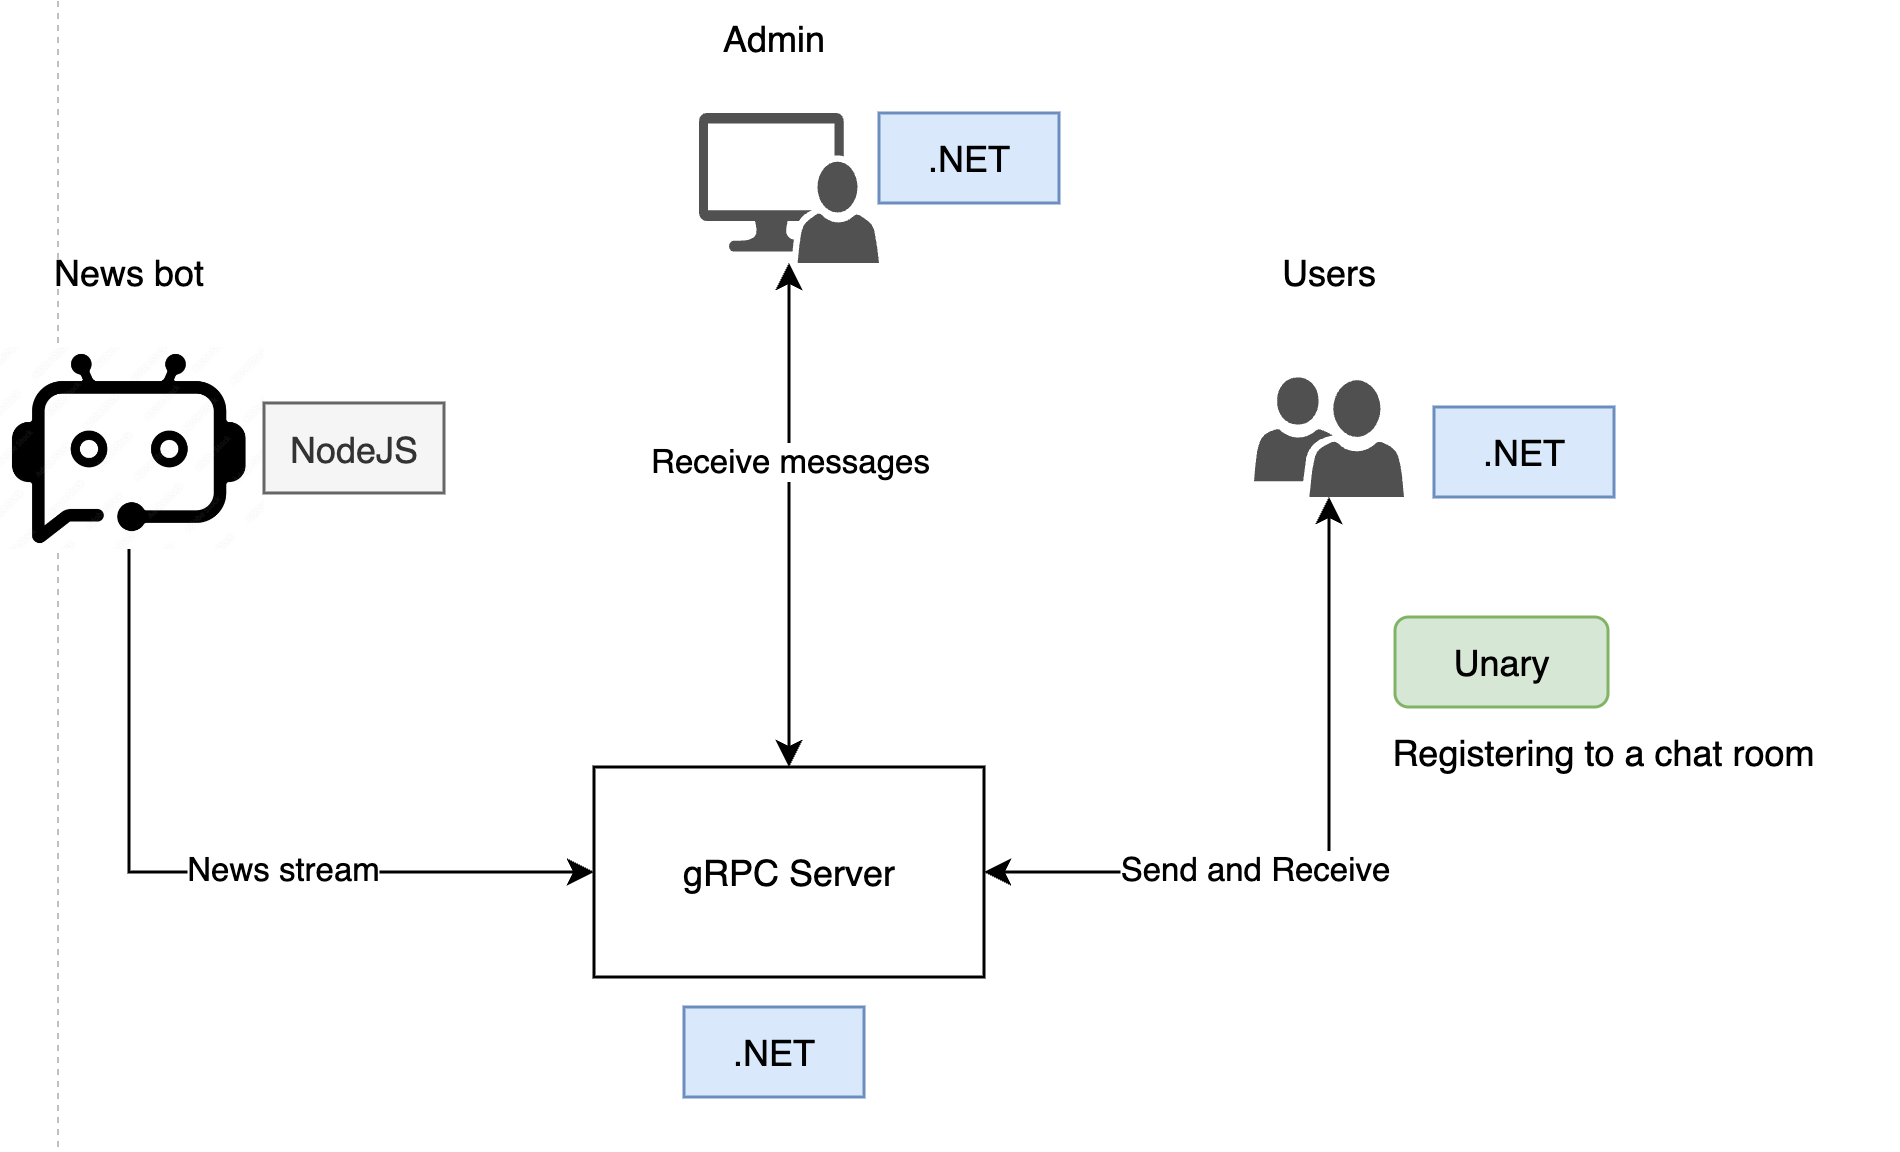 Admin
.NET
News bot
Users
NodeJS
Receive messages
.NET
Unary
Registering to a chat room
News stream
gRPC Server
Send and Receive
.NET